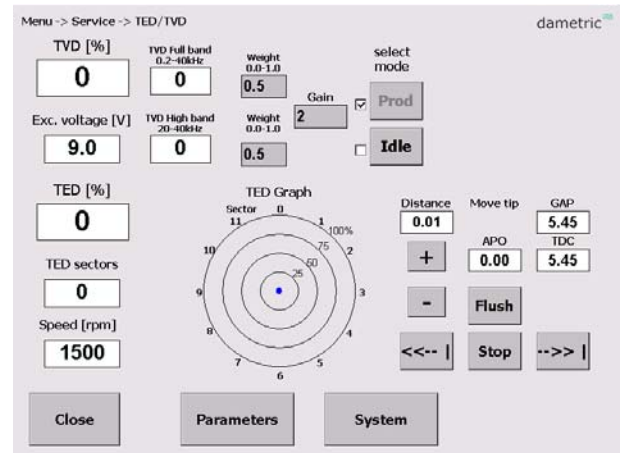 Menu -> Service -> TED/TVD
dametric
TVD [%]
0
TVD Full band
0.2-40kHz
0
Weight
0.0-1.0
0.5
Gain
2
select
mode
Prod
Idle
Exc. voltage [V]
9.0
TVD High band
20-40kHz
0
Weight
0.0-1.0
0.5
TED [%]
0
TED sectors
0
Speed [rpm]
1500
TED Graph
Sector
0
1
2
3
4
5
6
7
8
9
10
11
100%
75
50
25
Distance
0.01
Move tip
GAP
5.45
+
APO
0.00
TDC
5.45
-
Flush
<<-- |
Stop
-->> |
Close
Parameters
System